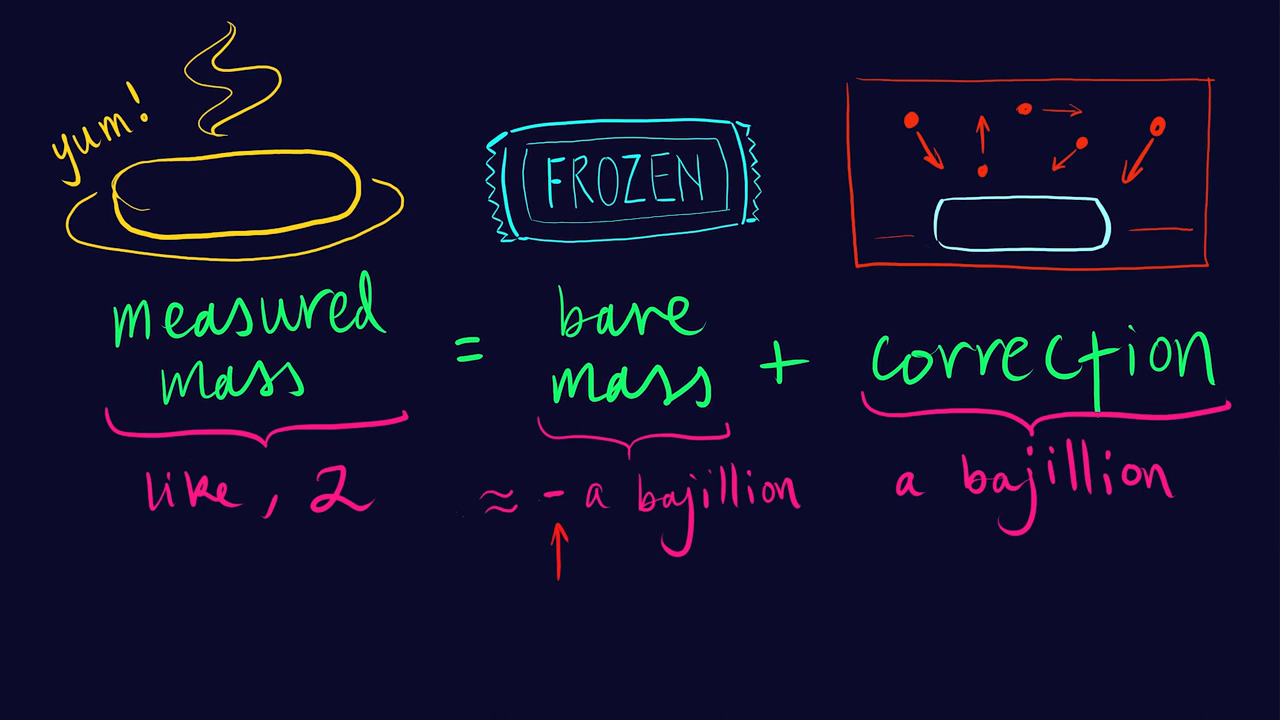 yum!
FROZEN
measured
mass
=
bare
mass
+
correction
like, 2
≈ - a bajillion
a bajillion